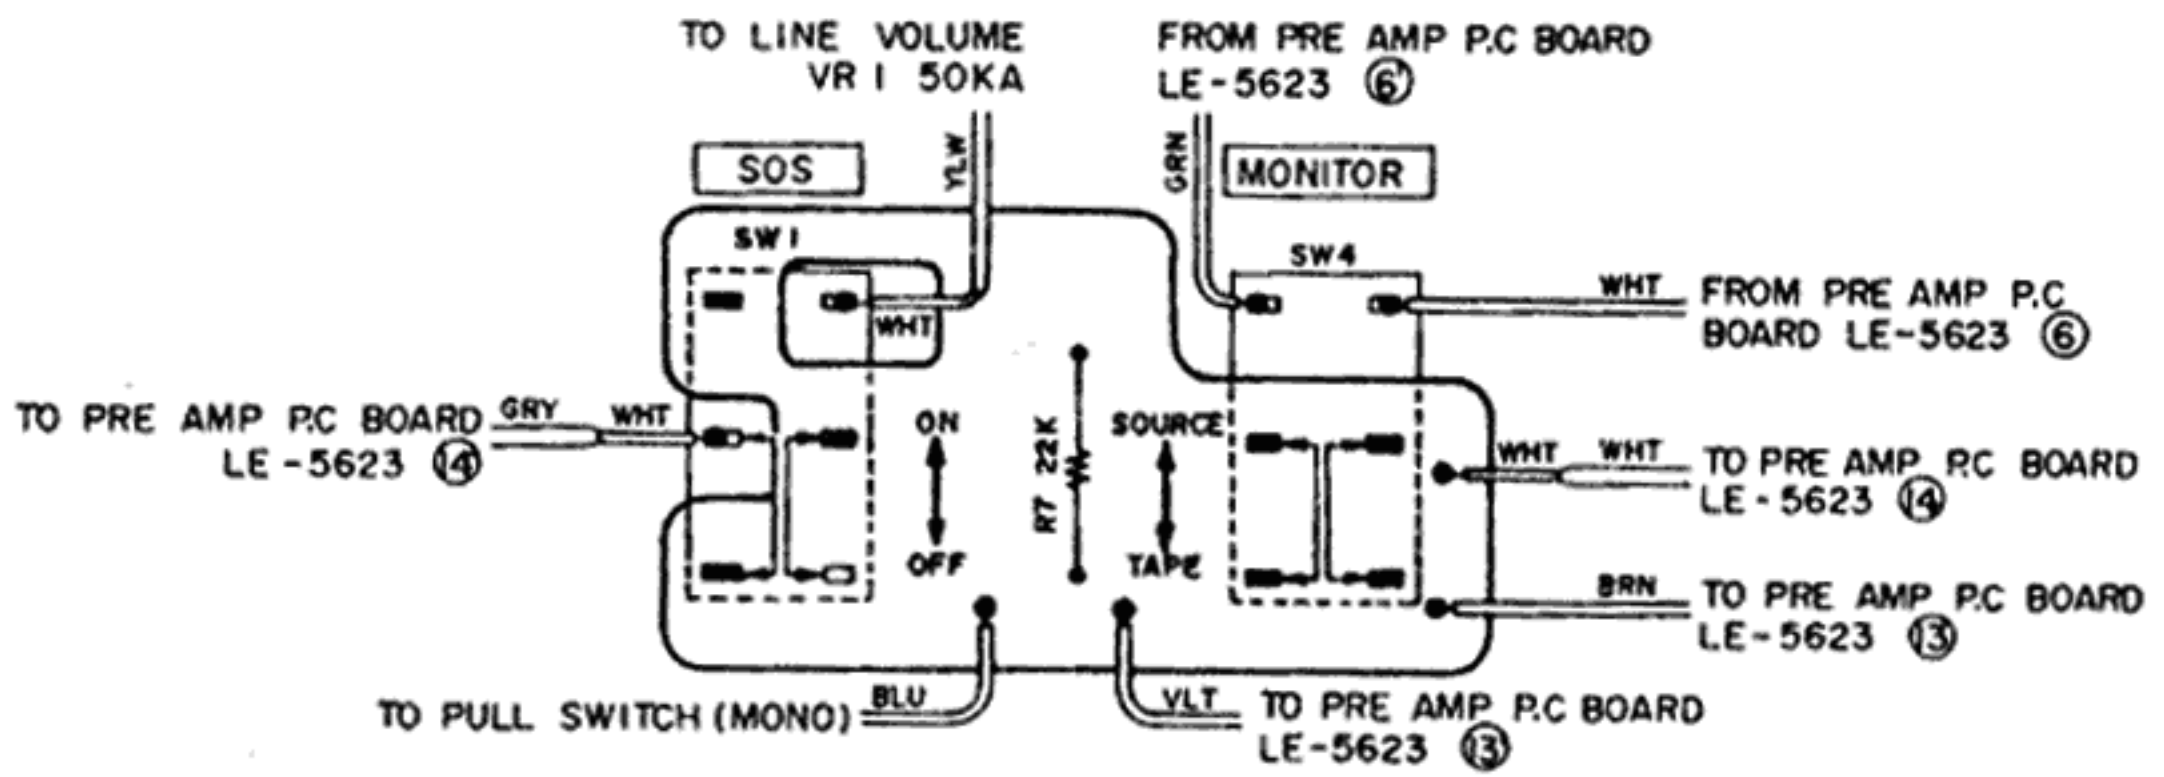 TO LINE VOLUME
VR 1 50KA
FROM PRE AMP P.C BOARD
LE-5623 6'
YLW
GRN
SOS
MONITOR
SW1
SW4
WHT
WHT
FROM PRE AMP P.C
BOARD LE-5623 6
TO PRE AMP P.C BOARD
LE-5623 14
GRY
WHT
ON
OFF
R7 22K
SOURCE
TAPE
WHT
WHT
TO PRE AMP P.C BOARD
LE-5623 14
BRN
TO PRE AMP P.C BOARD
LE-5623 13
TO PULL SWITCH (MONO)
BLU
VLT
TO PRE AMP P.C BOARD
LE-5623 13